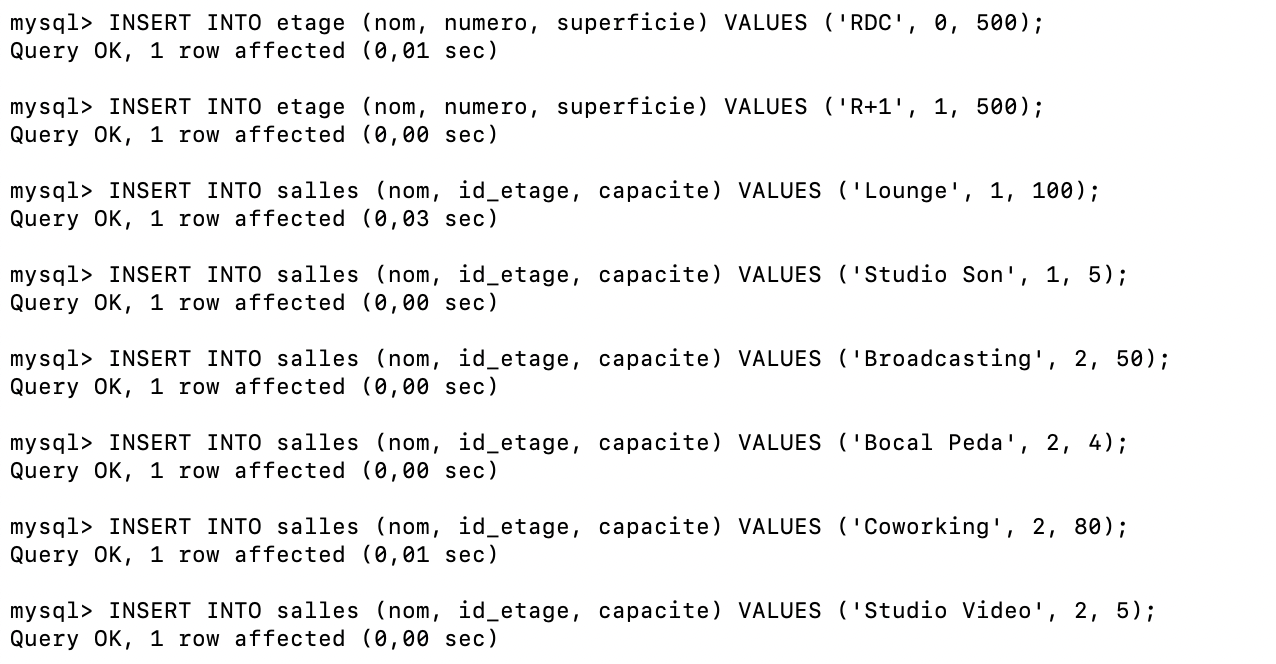 mysql> INSERT INTO etage (nom, numero, superficie) VALUES ('RDC', 0, 500);
Query OK, 1 row affected (0,01 sec)
mysql> INSERT INTO etage (nom, numero, superficie) VALUES ('R+1', 1, 500);
Query OK, 1 row affected (0,00 sec)
mysql> INSERT INTO salles (nom, id_etage, capacite) VALUES ('Lounge', 1, 100);
Query OK, 1 row affected (0,03 sec)
mysql> INSERT INTO salles (nom, id_etage, capacite) VALUES ('Studio Son', 1, 5);
Query OK, 1 row affected (0,00 sec)
mysql> INSERT INTO salles (nom, id_etage, capacite) VALUES ('Broadcasting', 2, 50);
Query OK, 1 row affected (0,00 sec)
mysql> INSERT INTO salles (nom, id_etage, capacite) VALUES ('Bocal Peda', 2, 4);
Query OK, 1 row affected (0,00 sec)
mysql> INSERT INTO salles (nom, id_etage, capacite) VALUES ('Coworking', 2, 80);
Query OK, 1 row affected (0,01 sec)
mysql> INSERT INTO salles (nom, id_etage, capacite) VALUES ('Studio Video', 2, 5);
Query OK, 1 row affected (0,00 sec)